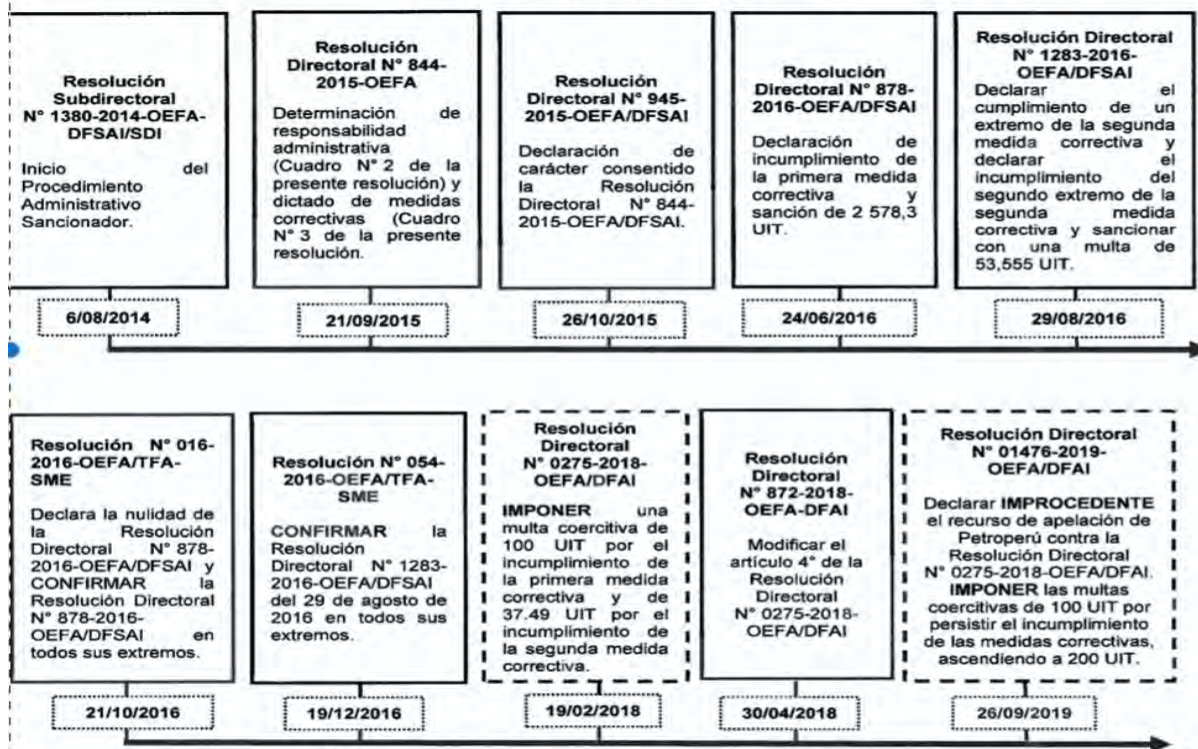 Resolución
Subdirectoral
N° 1380-2014-OEFA-
DFSAI/SDI
Inicio del
Procedimiento
Administrativo
Sancionador.
6/08/2014
Resolución
Directoral N° 844-
2015-OEFA
Determinación de
responsabilidad
administrativa
(Cuadro N° 2 de la
presente resolución) y
dictado de medidas
correctivas (Cuadro
N° 3 de la presente
resolución.
21/09/2015
Resolución
Directoral N° 945-
2015-OEFA/DFSAI
Declaración de
carácter consentido
la Resolución
Directoral N° 844-
2015-OEFA/DFSAI.
26/10/2015
Resolución
Directoral N° 878-
2016-OEFA/DFSAI
Declaración de
incumplimiento de
la primera medida
correctiva y
sanción de 2 578,3
UIT.
24/06/2016
Resolución Directoral
N° 1283-2016-
OEFA/DFSAI
Declarar el
cumplimiento de un
extremo de la segunda
medida correctiva y
declarar el
incumplimiento del
segundo extremo de la
segunda medida
correctiva y sancionar
con una multa de
53,555 UIT.
29/08/2016
Resolución N° 016-
2016-OEFA/TFA-
SME
Declara la nulidad de
la Resolución
Directoral N° 878-
2016-OEFA/DFSAI y
CONFIRMAR la
Resolución Directoral
N° 878-2016-
OEFA/DFSAI en
todos sus extremos.
21/10/2016
Resolución N° 054-
2016-OEFA/TFA-
SME
CONFIRMAR la
Resolución
Directoral N° 1283-
2016-OEFA/DFSAI
del 29 de agosto de
2016 en todos sus
extremos.
19/12/2016
Resolución
Directoral
N° 0275-2018-
OEFA/DFAI
IMPONER una
multa coercitiva de
100 UIT por el
incumplimiento de
la primera medida
correctiva y de
37.49 UIT por el
incumplimiento de
la segunda medida
correctiva.
19/02/2018
Resolución
Directoral
N° 872-2018-
OEFA-DFAI
Modificar el
artículo 4° de la
Resolución
Directoral
N° 0275-2018-
OEFA/DFAI
30/04/2018
Resolución Directoral
N° 01476-2019-
OEFA/DFAI
Declarar IMPROCEDENTE
el recurso de apelación de
Petroperú contra la
Resolución Directoral
N° 0275-2018-OEFA/DFAI.
IMPONER las multas
coercitivas de 100 UIT por
persistir el incumplimiento
de las medidas correctivas,
ascendiendo a 200 UIT.
26/09/2019